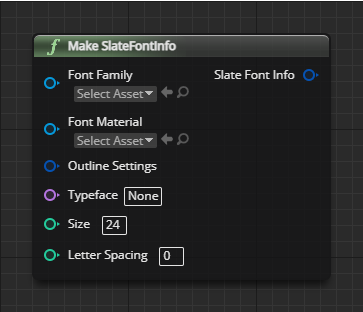 f Make SlateFontInfo
Font Family Slate Font Info
Select Asset
Font Material
Select Asset
Outline Settings
Typeface None
Size 24
Letter Spacing 0